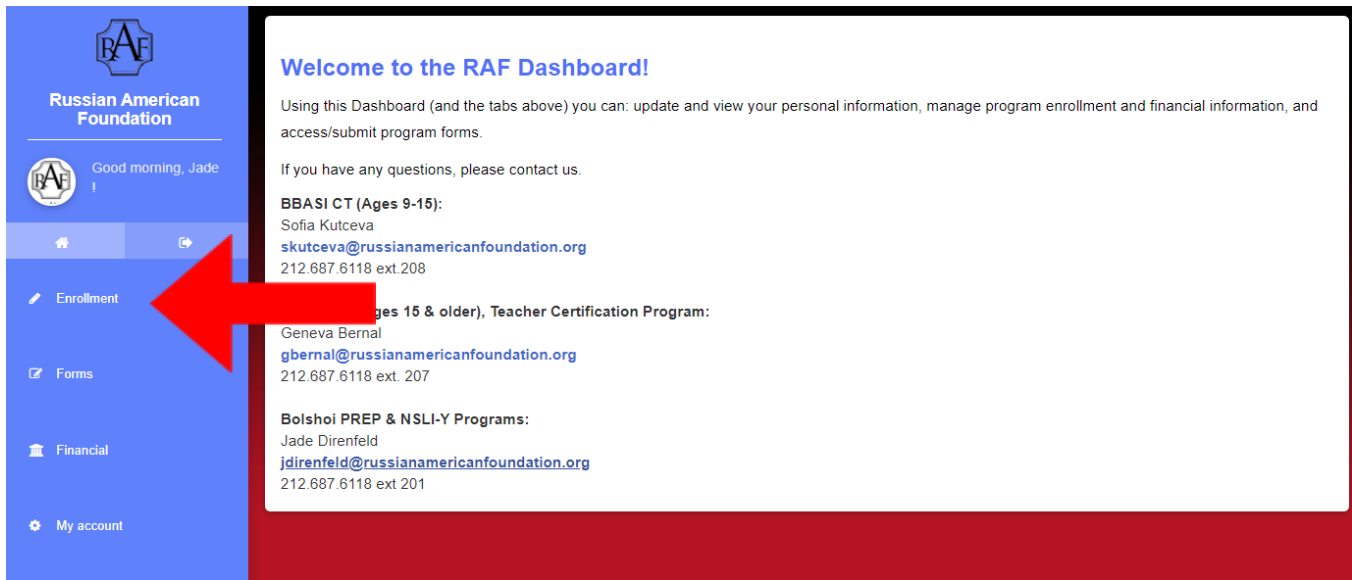 RAF
Russian American
Foundation
RAF
Good morning, Jade
!
Enrollment
Forms
Financial
My account
Welcome to the RAF Dashboard!
Using this Dashboard (and the tabs above) you can: update and view your personal information, manage program enrollment and financial information, and
access/submit program forms.
If you have any questions, please contact us.
BBASI CT (Ages 9-15):
Sofia Kutceva
skutceva@russianamericanfoundation.org
212.687.6118 ext.208
15 & older), Teacher Certification Program:
Geneva Bernal
gbernal@russianamericanfoundation.org
212.687.6118 ext. 207
Bolshoi PREP & NSLI-Y Programs:
Jade Direnfeld
jdirenfeld@russianamericanfoundation.org
212.687.6118 ext 201